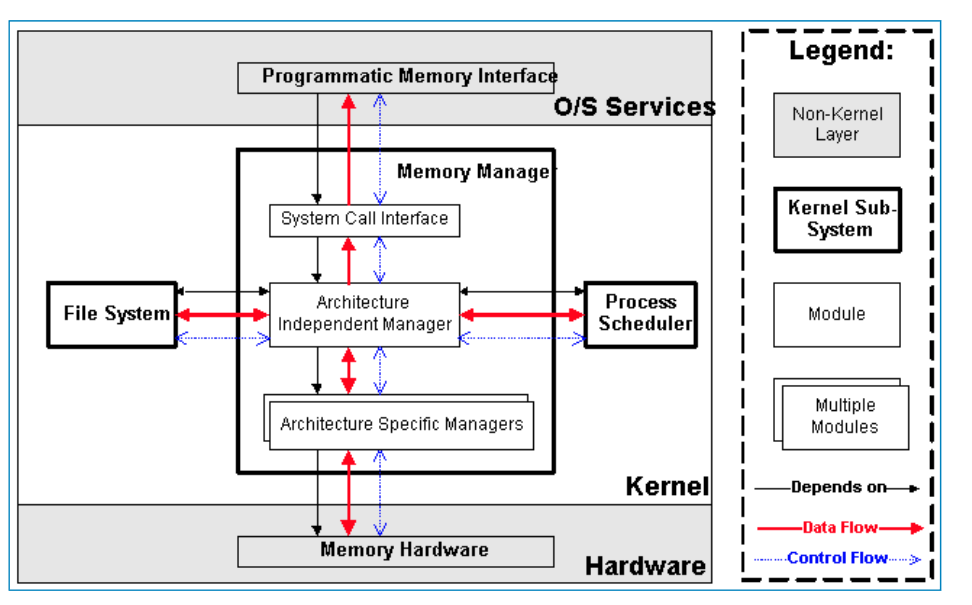 Programmatic Memory Interface
O/S Services
Memory Manager
System Call Interface
File System
Architecture
Independent Manager
Process
Scheduler
Architecture Specific Managers
Kernel
Memory Hardware
Hardware
Legend:
Non-Kernel
Layer
Kernel Sub-
System
Module
Multiple
Modules
Depends on
Data Flow
Control Flow